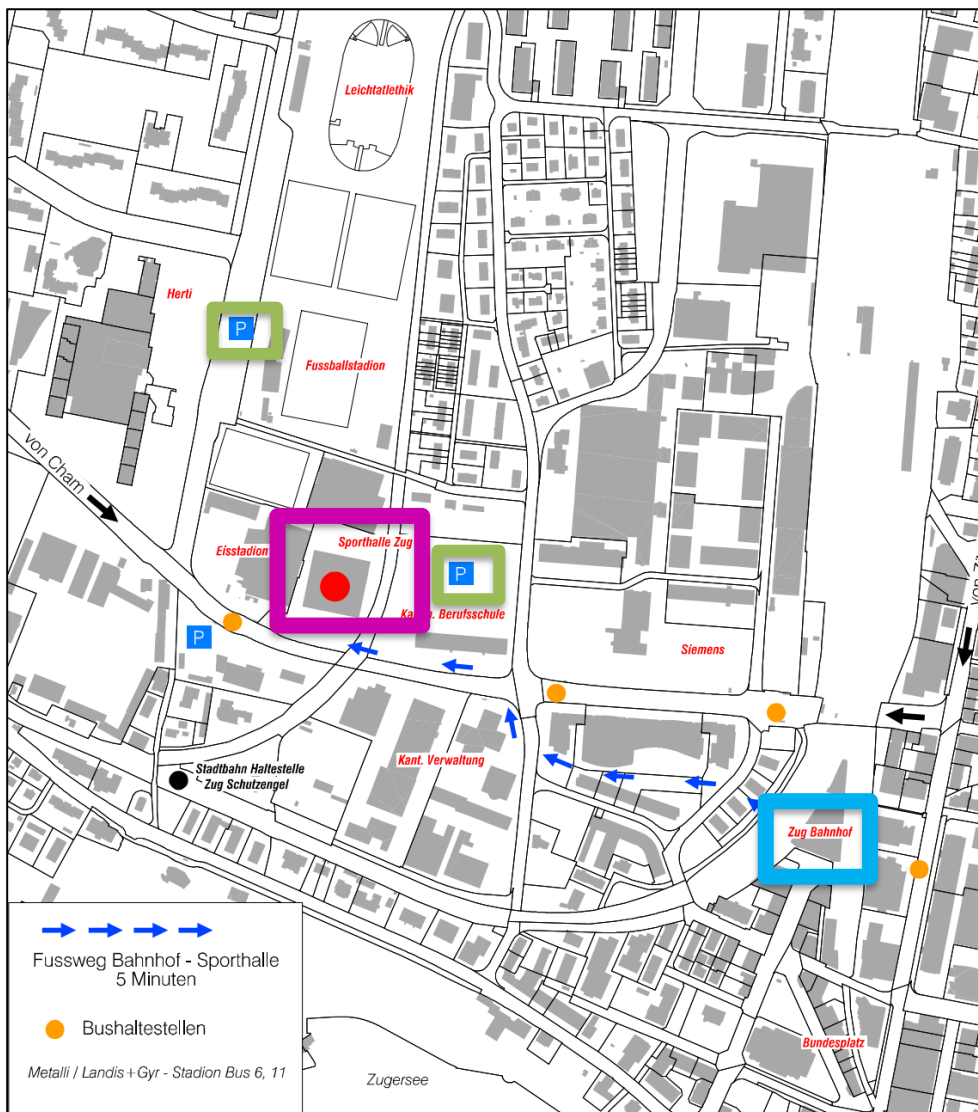 Leichtatlethik
Herti
P
Fussballstadion
von Cham
Eisstadion
Sporthalle Zug
P
Berufsschule
P
Siemens
Stadtbahn Haltestelle
Zug Schutzengel
Kant. Verwaltung
Zug Bahnhof
Fussweg Bahnhof - Sporthalle
5 Minuten
Bushaltestellen
Bundesplatz
Metalli / Landis+Gyr - Stadion Bus 6, 11
Zugersee